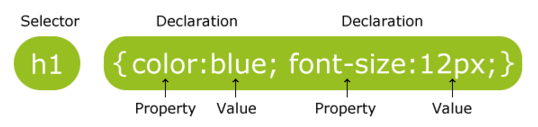 Selector Declaration Declaration
h1 {color:blue; font-size:12px;}
Property Value Property Value